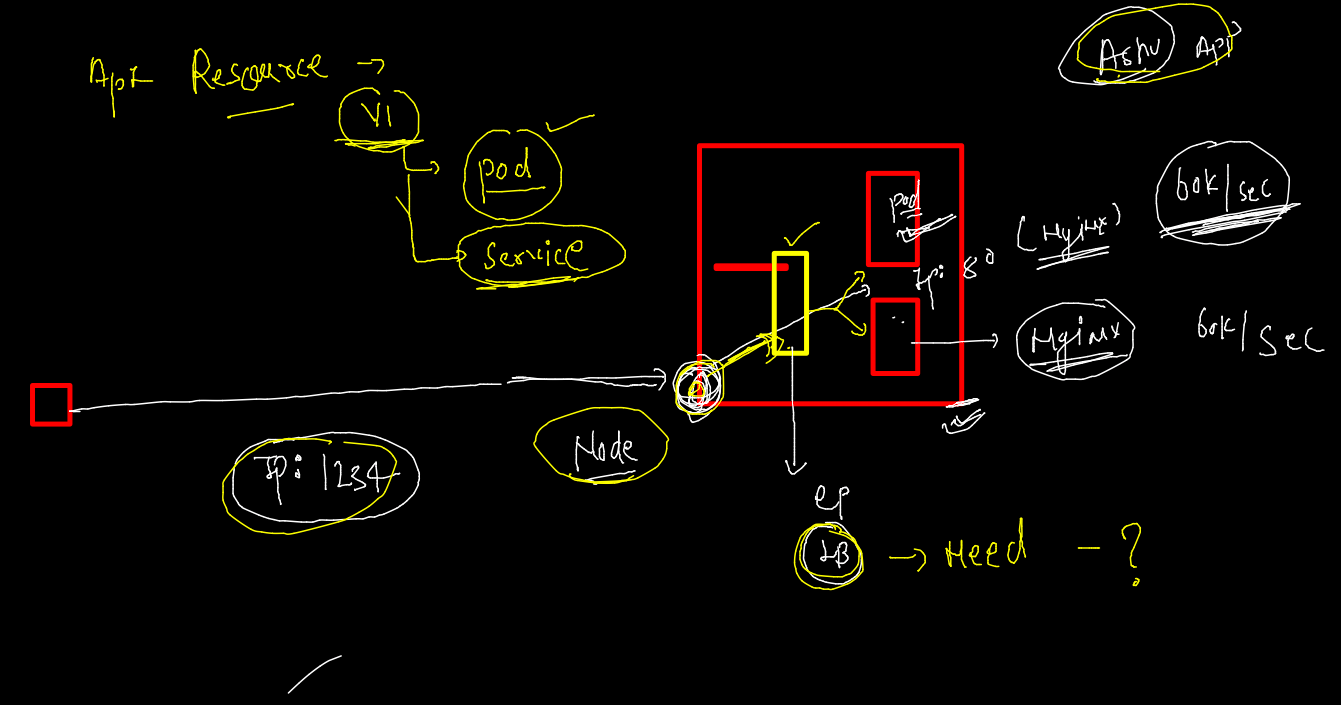 Api Resource →
V1
pod
Service
Ashu App
pod
Ip: 80
(Nginx)
60K/sec
Nginx
60K/sec
Ip: 1234
Node
ep
LB → Need - ?